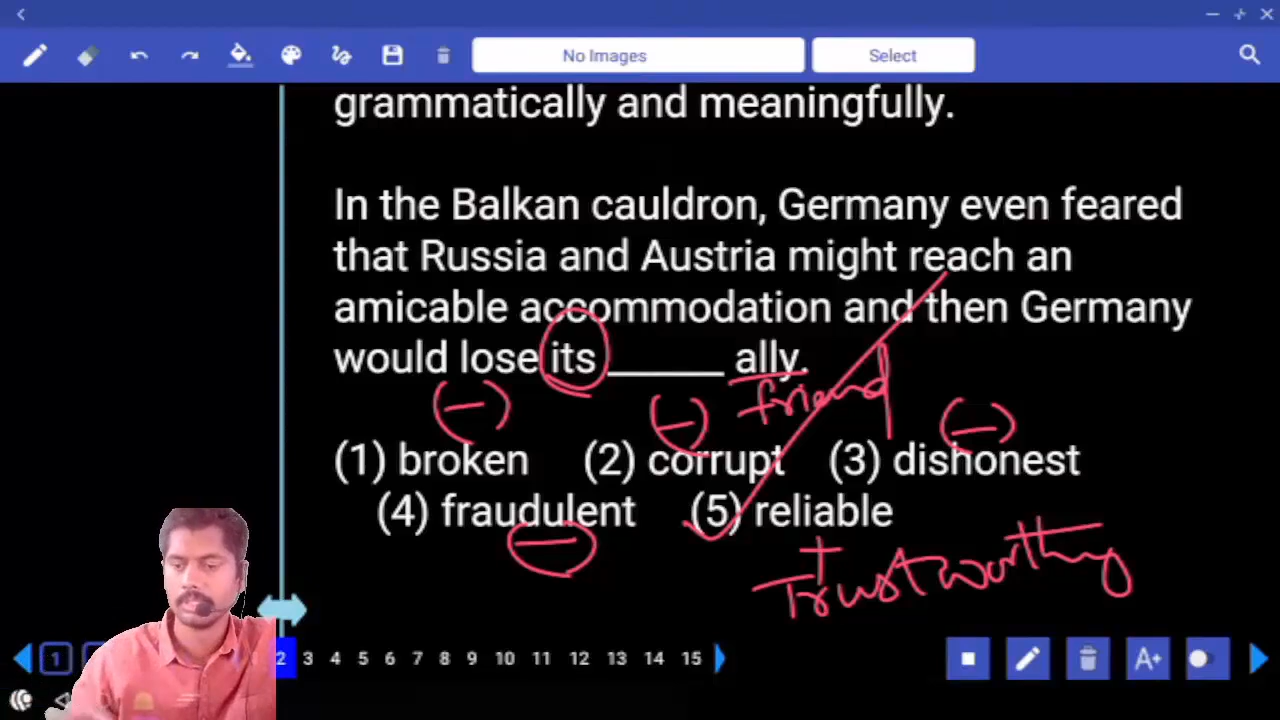 No Images
Select
grammatically and meaningfully.
In the Balkan cauldron, Germany even feared
that Russia and Austria might reach an
amicable accommodation and then Germany
would lose its ______ ally.
friend
(1) broken (2) corrupt (3) dishonest
(4) fraudulent (5) reliable
Trustworthy
1 2 3 4 5 6 7 8 9 10 11 12 13 14 15
A+